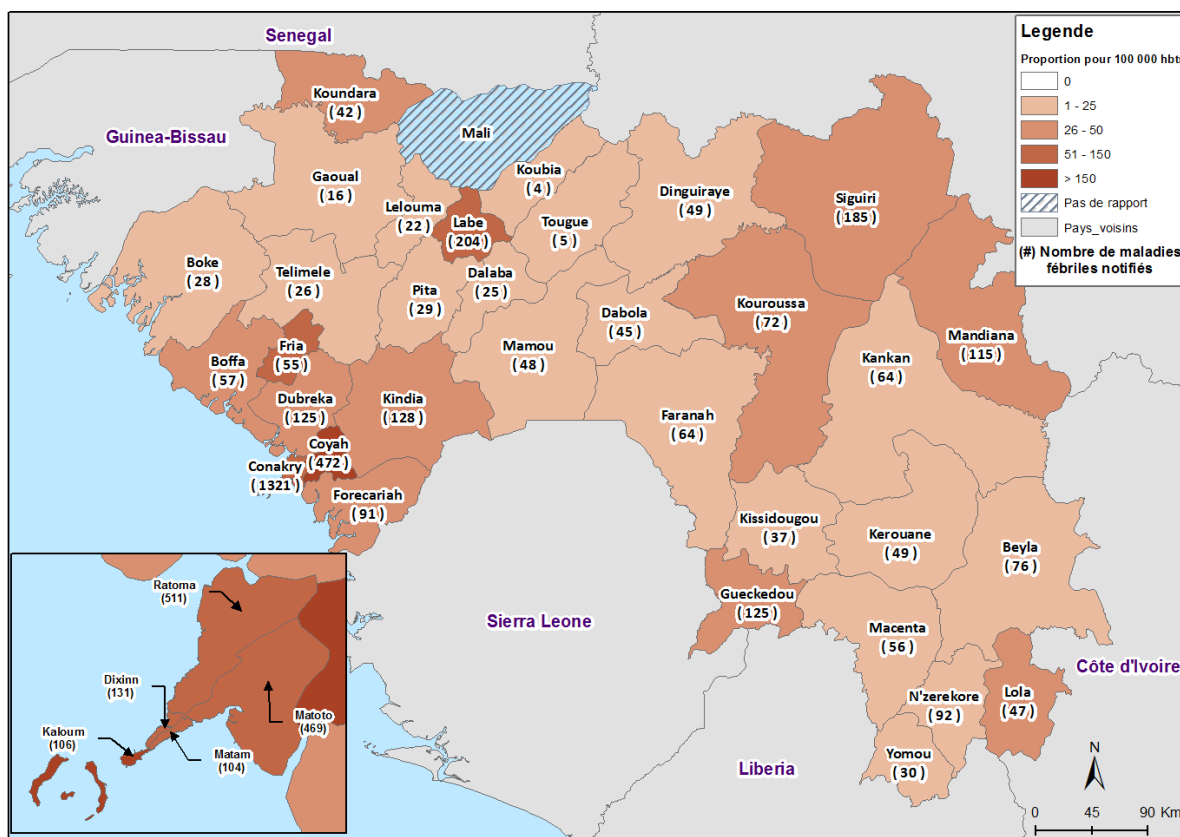 Senegal
Koundara
(42)
Guinea-Bissau
Mali
Gaoual
(16)
Koubia
(4)
Lelouma
(22)
Labe
(204)
Tougue
(5)
Dinguiraye
(49)
Siguiri
(185)
Boke
(28)
Telimele
(26)
Pita
(29)
Dalaba
(25)
Dabola
(45)
Kouroussa
(72)
Mandiana
(115)
Kankan
(64)
Fria
(55)
Boffa
(57)
Mamou
(48)
Dubreka
(125)
Kindia
(128)
Faranah
(64)
Coyah
(472)
Conakry
(1321)
Forecariah
(91)
Kissidougou
(37)
Kerouane
(49)
Beyla
(76)
Gueckedou
(125)
Sierra Leone
Macenta
(56)
Côte d'Ivoire
N'zerekore
(92)
Lola
(47)
Yomou
(30)
Liberia
Legende
Proportion pour 100 000 hbts
0
1 - 25
26 - 50
51 - 150
> 150
Pas de rapport
Pays_voisins
(#) Nombre de maladies
fébriles notifiés
Ratoma
(511)
Dixinn
(131)
Kaloum
(106)
Matam
(104)
Matoto
(469)
N
0 45 90 Km